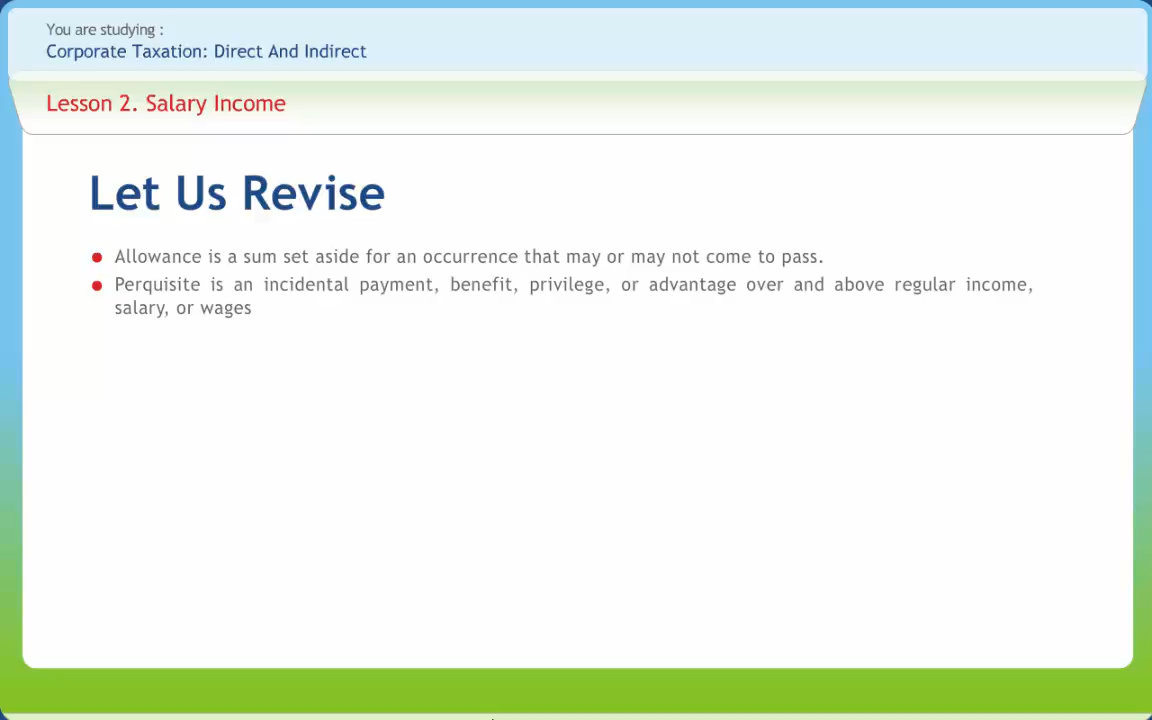 You are studying :
Corporate Taxation: Direct And Indirect
Lesson 2. Salary Income
Let Us Revise
Allowance is a sum set aside for an occurrence that may or may not come to pass.
Perquisite is an incidental payment, benefit, privilege, or advantage over and above regular income,
salary, or wages